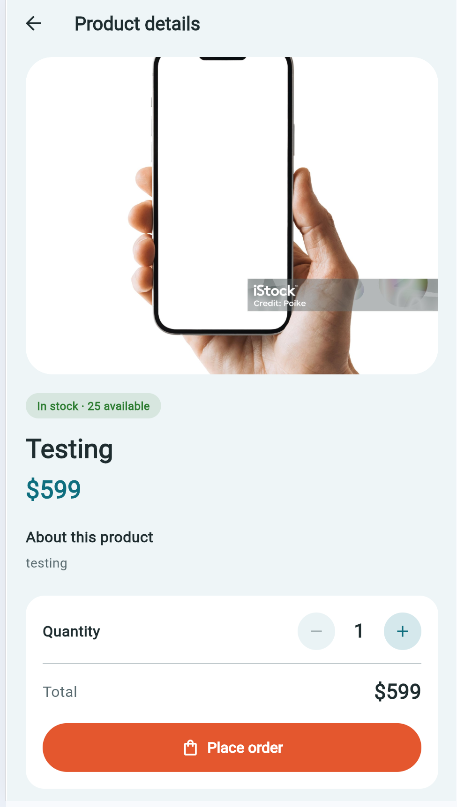 Product details
iStock
Credit: Poike
In stock · 25 available
Testing
$599
About this product
testing
Quantity
− 1 +
Total $599
Place order